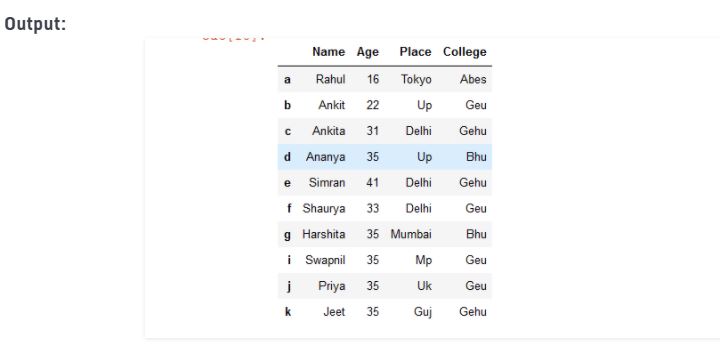 Output:
Name Age Place College
a Rahul 16 Tokyo Abes
b Ankit 22 Up Geu
c Ankita 31 Delhi Gehu
d Ananya 35 Up Bhu
e Simran 41 Delhi Gehu
f Shaurya 33 Delhi Geu
g Harshita 35 Mumbai Bhu
i Swapnil 35 Mp Geu
j Priya 35 Uk Geu
k Jeet 35 Guj Gehu